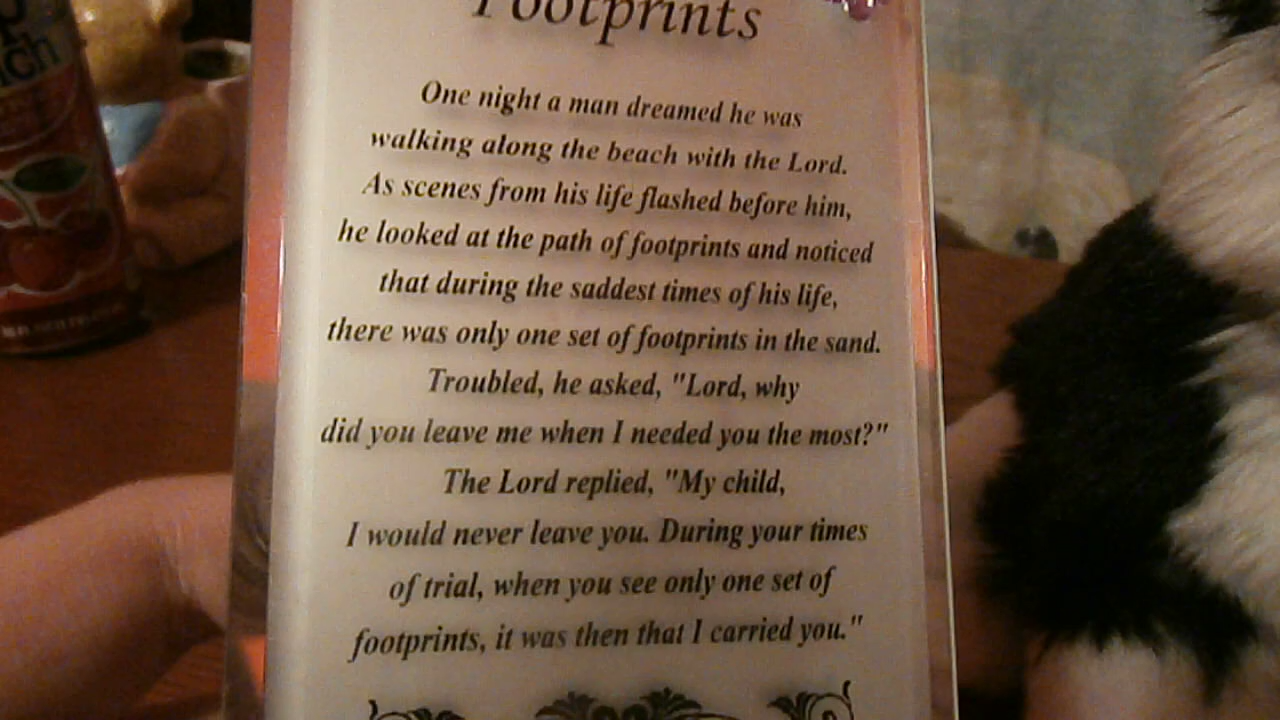 Footprints
One night a man dreamed he was
walking along the beach with the Lord.
As scenes from his life flashed before him,
he looked at the path of footprints and noticed
that during the saddest times of his life,
there was only one set of footprints in the sand.
Troubled, he asked, "Lord, why
did you leave me when I needed you the most?"
The Lord replied, "My child,
I would never leave you. During your times
of trial, when you see only one set of
footprints, it was then that I carried you."